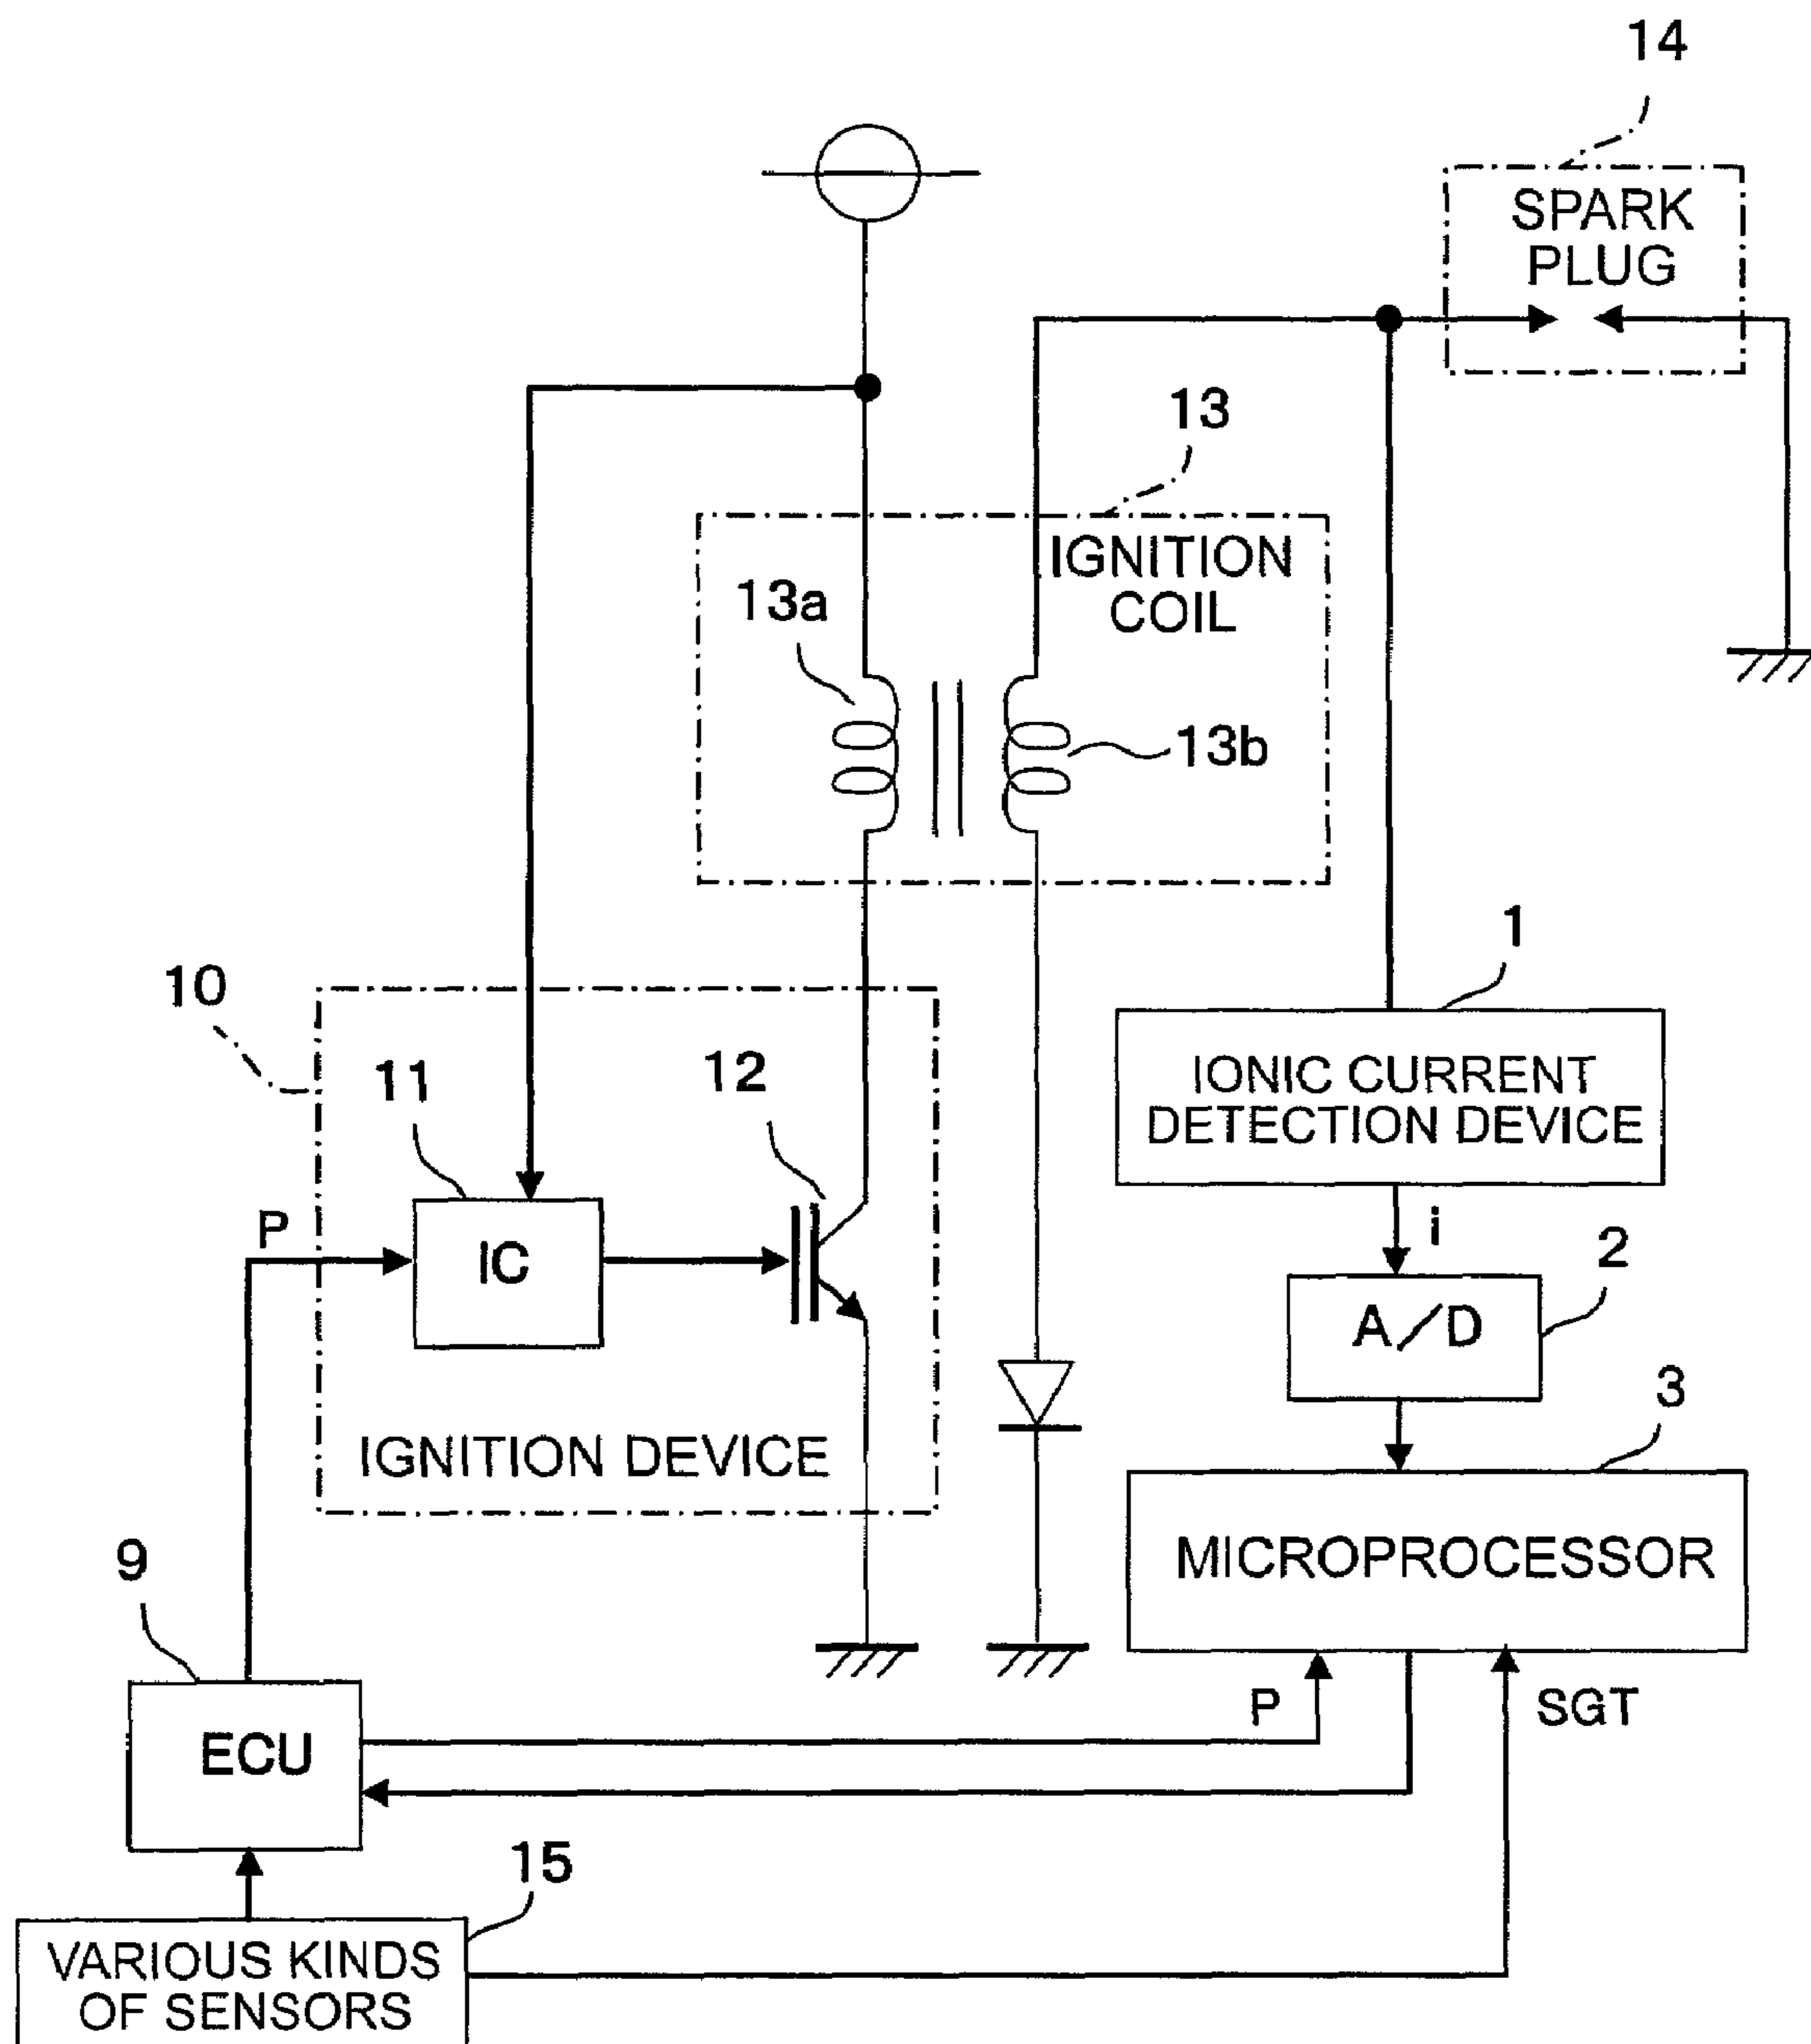 14
SPARK
PLUG
13
IGNITION
COIL
13a
13b
1
10
IONIC CURRENT
DETECTION DEVICE
11
12
i
P
IC
2
A/D
3
IGNITION DEVICE
MICROPROCESSOR
9
P
SGT
ECU
15
VARIOUS KINDS
OF SENSORS